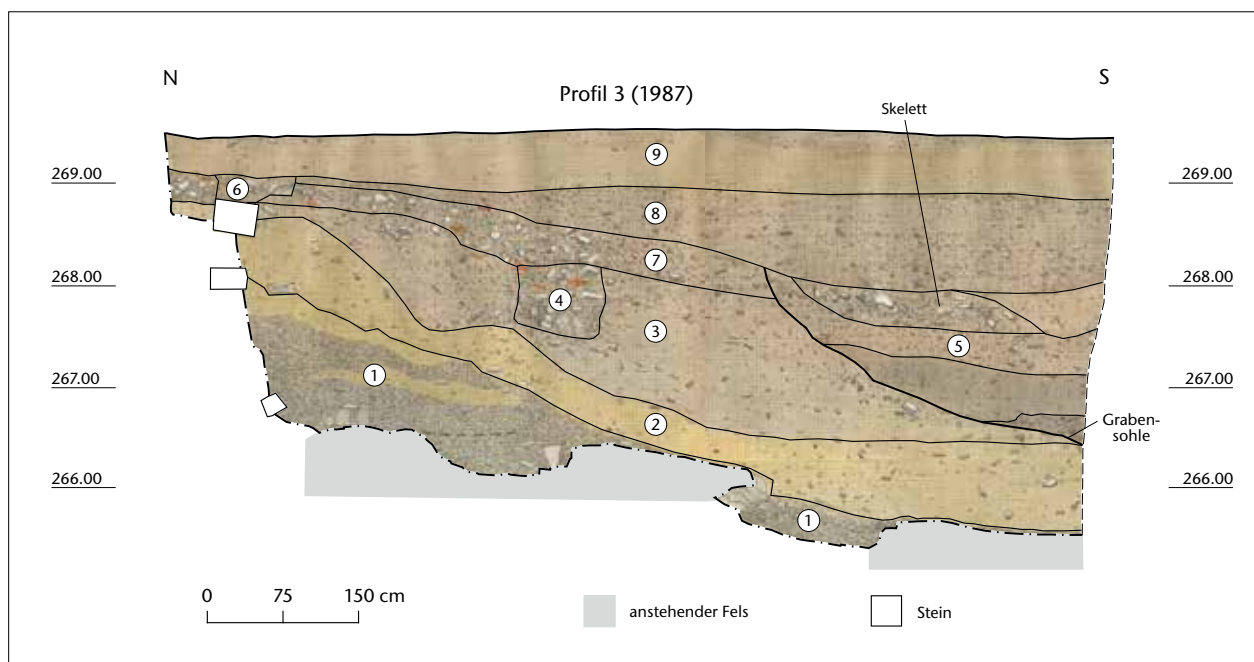 N
S
Profil 3 (1987)
Skelett
9
269.00
269.00
6
8
7
268.00
268.00
4
3
5
1
267.00
267.00
2
Graben-
sohle
266.00
266.00
1
0 75 150 cm
anstehender Fels
Stein